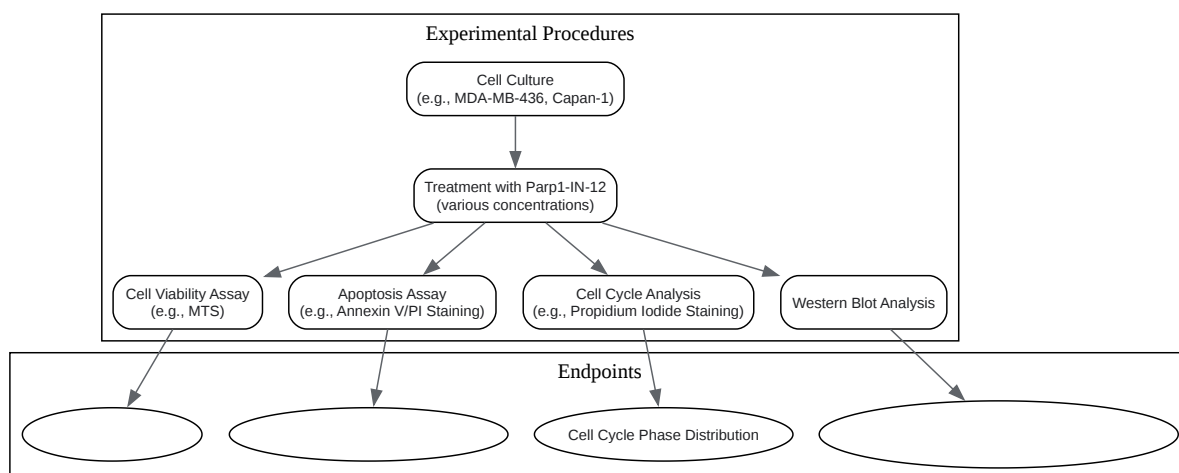 Experimental Procedures
Cell Culture
(e.g., MDA-MB-436, Capan-1)
Treatment with Parp1-IN-12
(various concentrations)
Cell Viability Assay
(e.g., MTS)
Apoptosis Assay
(e.g., Annexin V/PI Staining)
Cell Cycle Analysis
(e.g., Propidium Iodide Staining)
Western Blot Analysis
Endpoints
Cell Cycle Phase Distribution